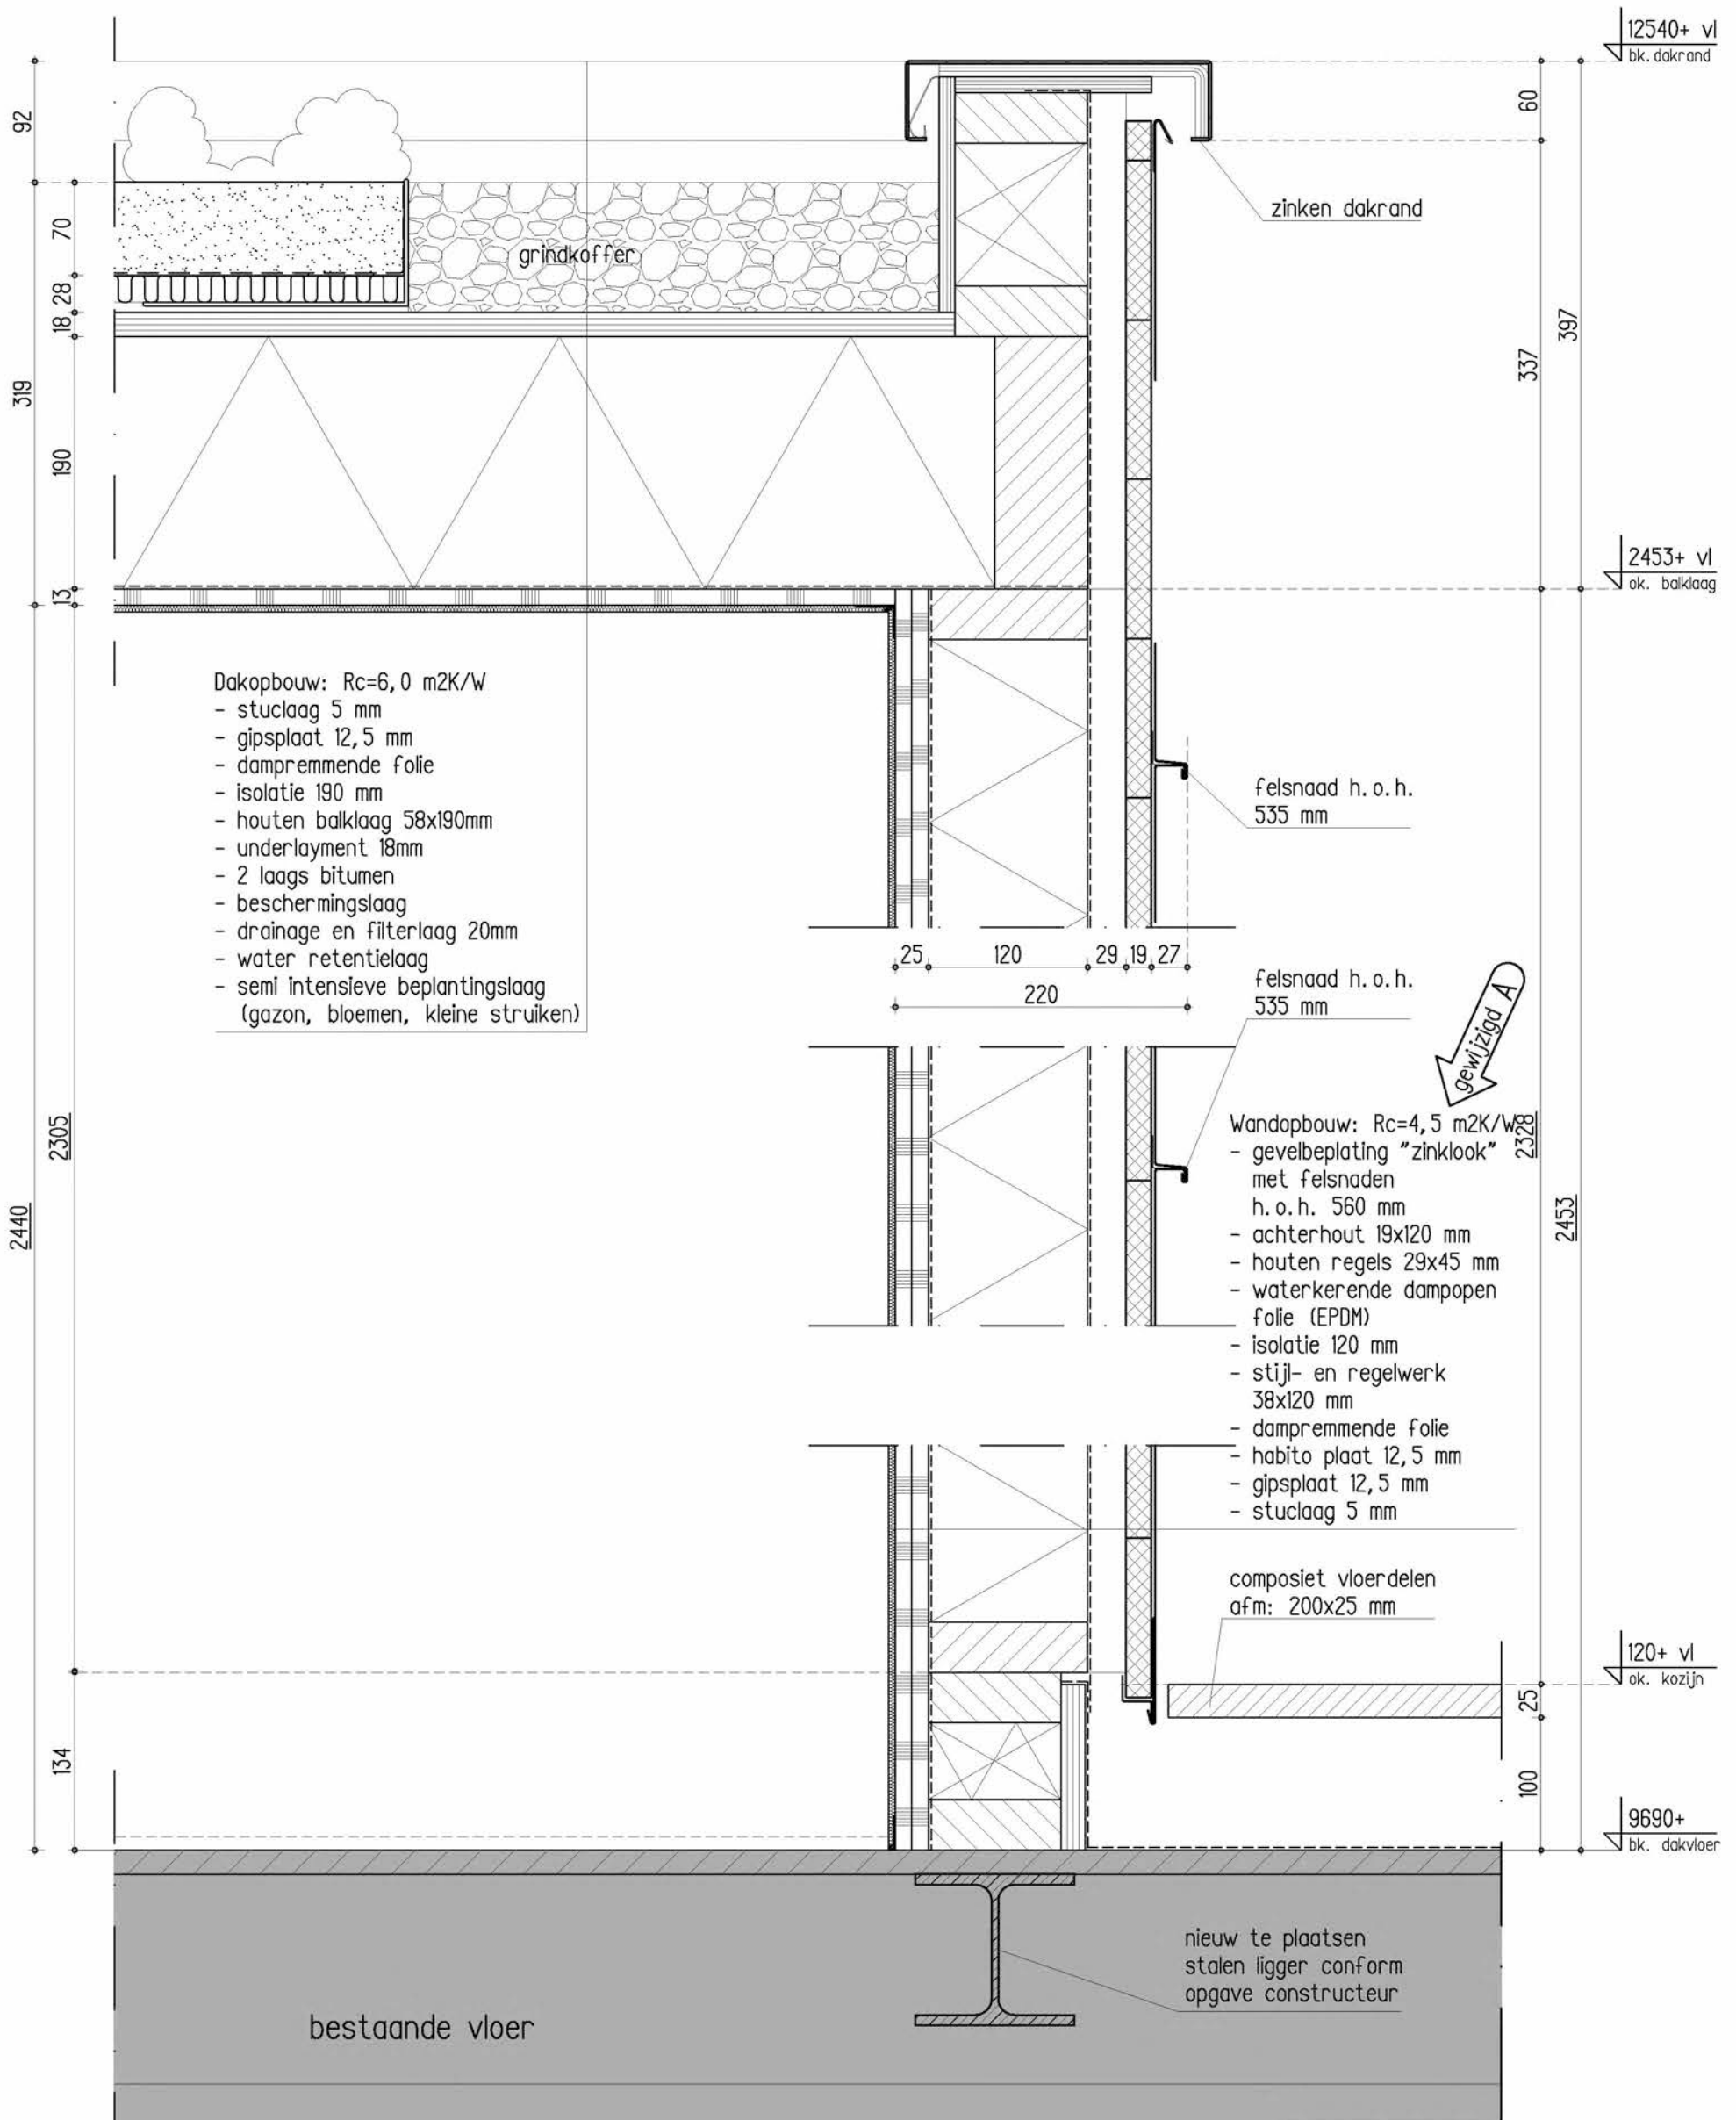 12540+ vl
bk. dakrand
92
60
zinken dakrand
70
grindkoffer
28
18
397
319
337
190
2453+ vl
ok. balklaag
13
Dakopbouw: Rc=6,0 m2K/W
- stuclaag 5 mm
- gipsplaat 12,5 mm
- dampremmende folie
- isolatie 190 mm
- houten balklaag 58x190mm
- underlayment 18mm
- 2 laags bitumen
- beschermingslaag
- drainage en filterlaag 20mm
- water retentielaag
- semi intensieve beplantingslaag
(gazon, bloemen, kleine struiken)
felsnaad h.o.h.
535 mm
25 120 29 19 27
220
felsnaad h.o.h.
535 mm
gewijzigd A
2305
2328
2440
2453
Wandopbouw: Rc=4,5 m2K/W
- gevelbeplating "zinklook"
met felsnaden
h.o.h. 560 mm
- achterhout 19x120 mm
- houten regels 29x45 mm
- waterkerende dampopen
folie (EPDM)
- isolatie 120 mm
- stijl- en regelwerk
38x120 mm
- dampremmende folie
- habito plaat 12,5 mm
- gipsplaat 12,5 mm
- stuclaag 5 mm
composiet vloerdelen
afm: 200x25 mm
120+ vl
ok. kozijn
25
134
100
9690+
bk. dakvloer
nieuw te plaatsen
stalen ligger conform
opgave constructeur
bestaande vloer